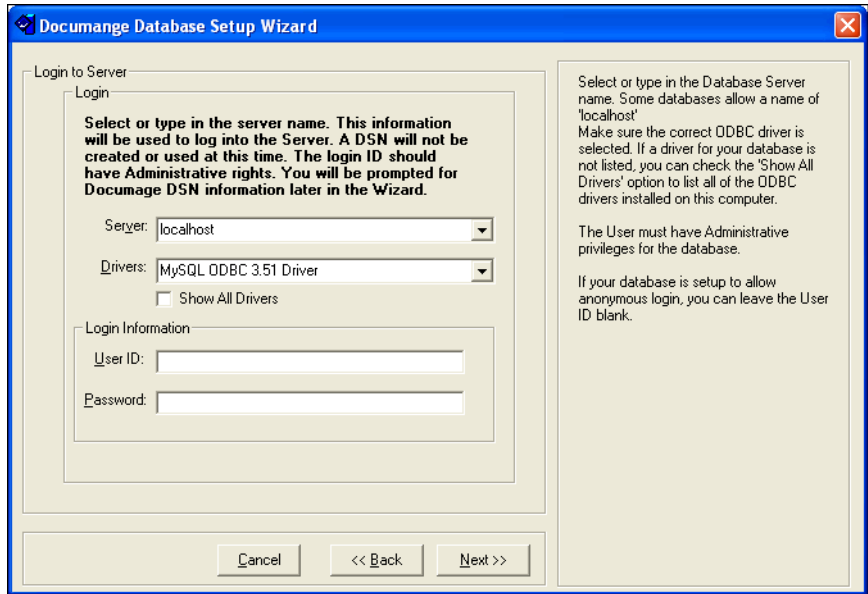 Documange Database Setup Wizard
Login to Server
Login
Select or type in the server name. This information
will be used to log into the Server. A DSN will not be
created or used at this time. The login ID should
have Administrative rights. You will be prompted for
Documage DSN information later in the Wizard.
Server: localhost
Drivers: MySQL ODBC 3.51 Driver
Show All Drivers
Login Information
User ID:
Password:
Cancel << Back Next >>
Select or type in the Database Server
name. Some databases allow a name of
'localhost'
Make sure the correct ODBC driver is
selected. If a driver for your database is
not listed, you can check the 'Show All
Drivers' option to list all of the ODBC
drivers installed on this computer.
The User must have Administrative
privileges for the database.
If your database is setup to allow
anonymous login, you can leave the User
ID blank.